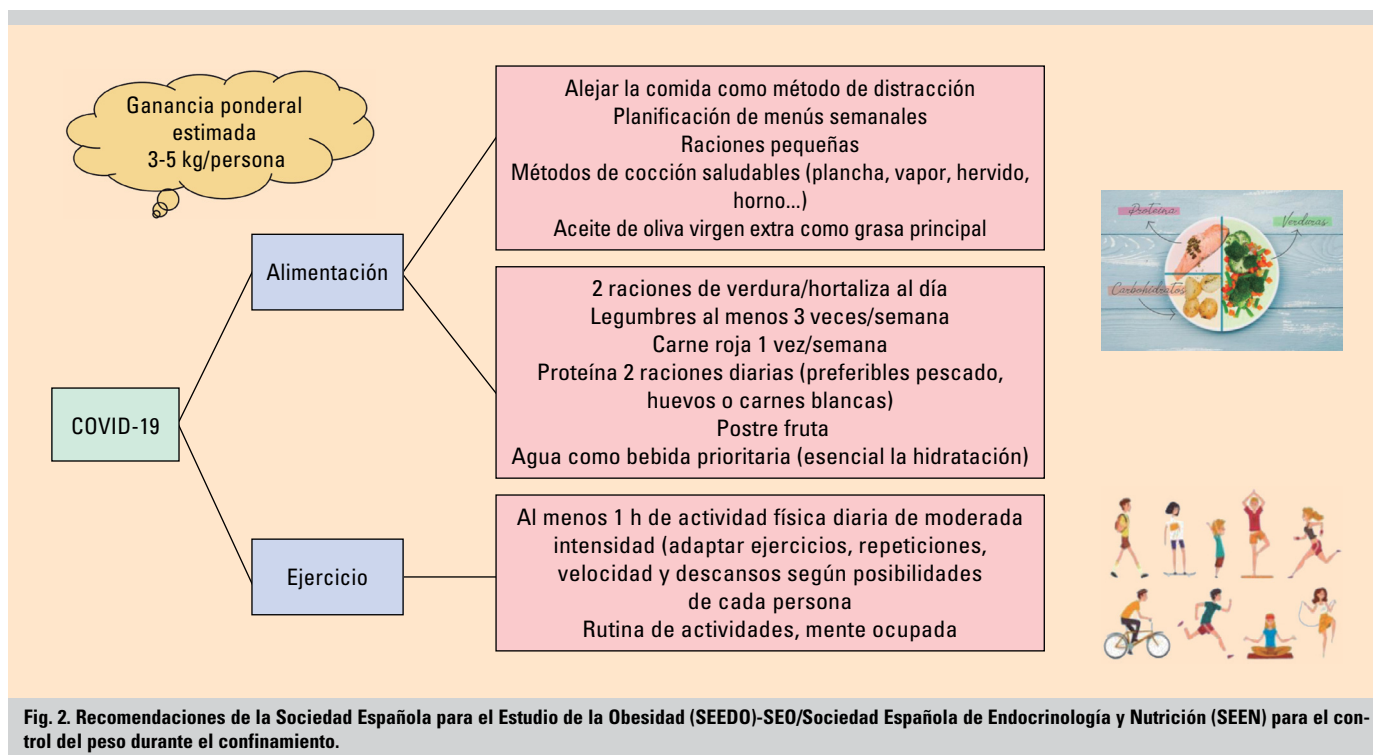 Ganancia ponderal
estimada
3-5 kg/persona
Alejar la comida como método de distracción
Planificación de menús semanales
Raciones pequeñas
Métodos de cocción saludables (plancha, vapor, hervido,
horno...)
Aceite de oliva virgen extra como grasa principal
Alimentación
2 raciones de verdura/hortaliza al día
Legumbres al menos 3 veces/semana
Carne roja 1 vez/semana
Proteína 2 raciones diarias (preferibles pescado,
huevos o carnes blancas)
Postre fruta
Agua como bebida prioritaria (esencial la hidratación)
Proteína
Verduras
Carbohidratos
COVID-19
Ejercicio
Al menos 1 h de actividad física diaria de moderada
intensidad (adaptar ejercicios, repeticiones,
velocidad y descansos según posibilidades
de cada persona
Rutina de actividades, mente ocupada
Fig. 2. Recomendaciones de la Sociedad Española para el Estudio de la Obesidad (SEEDO)-SEO/Sociedad Española de Endocrinología y Nutrición (SEEN) para el con-
trol del peso durante el confinamiento.